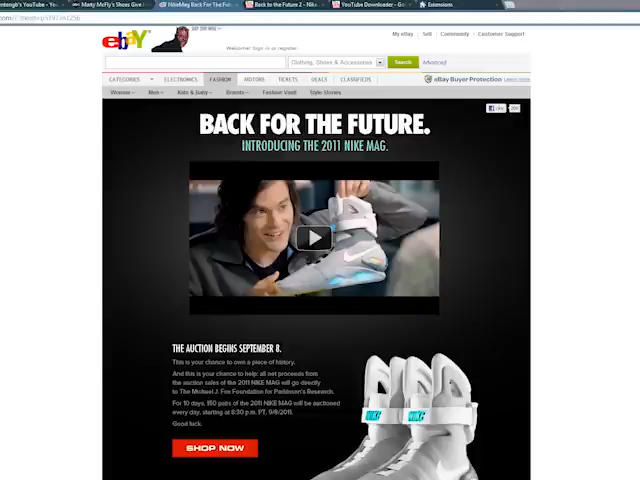 Marty McFly's Shoes Give
NikeMag Back For The Fut
Back to the Future 2 - Nike
YouTube Downloader - Go
Extensions
ebay
My eBay | Sell | Community | Customer Support
Welcome! Sign in or register.
Clothing, Shoes & Accessories
Search
Advanced
CATEGORIES ELECTRONICS FASHION MOTORS TICKETS DEALS CLASSIFIEDS
eBay Buyer Protection Learn more
Women Men Kids & Baby Brands Fashion Vault Style Stories
Like
BACK FOR THE FUTURE.
INTRODUCING THE 2011 NIKE MAG.
THE AUCTION BEGINS SEPTEMBER 8.
This is your chance to own a piece of history.
And this is your chance to help: all net proceeds from
the auction sales of the 2011 NIKE MAG will go directly
to The Michael J. Fox Foundation for Parkinson's Research.
For 10 days, 150 pairs of the 2011 NIKE MAG will be auctioned
every day, starting at 8:30 p.m. PT, 9/8/2011.
Good luck.
NIKE NIKE
SHOP NOW